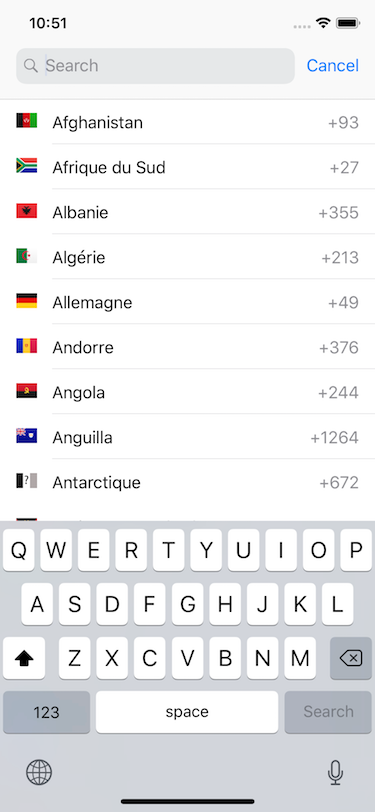 10:51
Search
Cancel
Afghanistan +93
Afrique du Sud +27
Albanie +355
Algérie +213
Allemagne +49
Andorre +376
Angola +244
Anguilla +1264
Antarctique +672
Q W E R T Y U I O P
A S D F G H J K L
Z X C V B N M
123 space Search